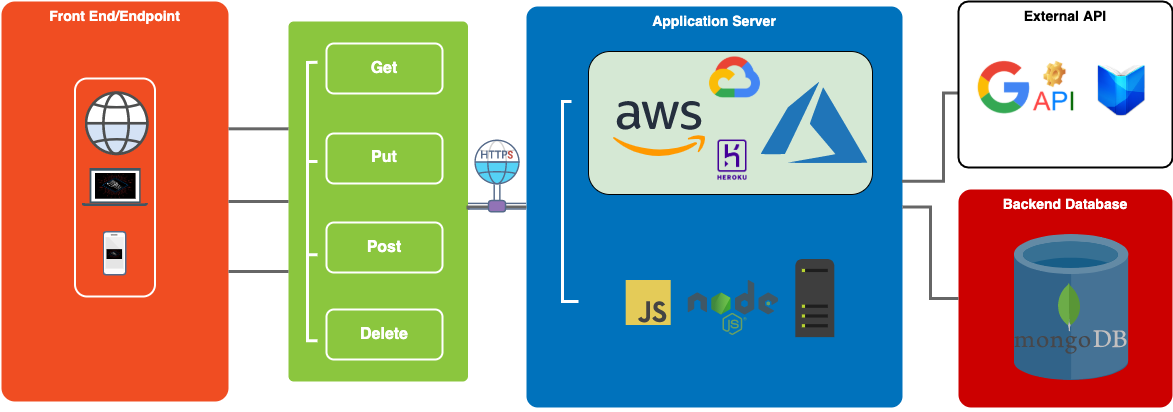 Front End/Endpoint
Get
Put
Post
Delete
HTTPS
Application Server
aws
HEROKU
JS
node
JS
External API
G API
Backend Database
mongoDB